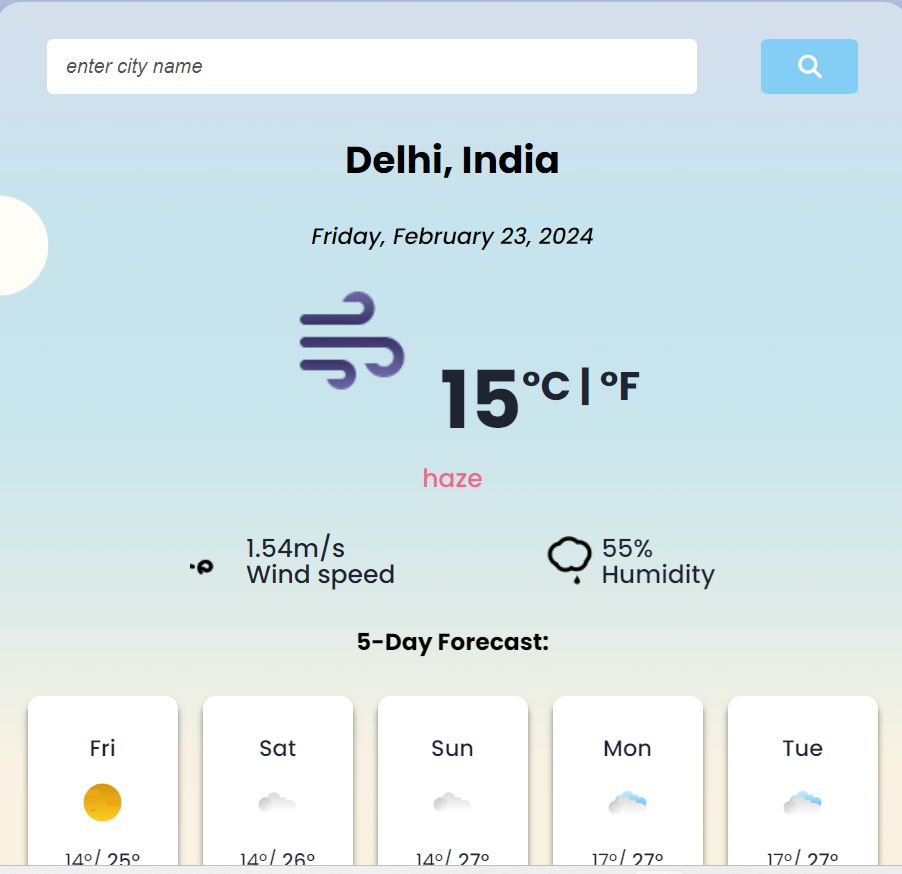 enter city name
Delhi, India
Friday, February 23, 2024
15°C | °F
haze
1.54m/s
Wind speed
55%
Humidity
5-Day Forecast:
Fri
Sat
Sun
Mon
Tue
14°/ 25°
14°/ 26°
14°/ 27°
17°/ 27°
17°/ 27°